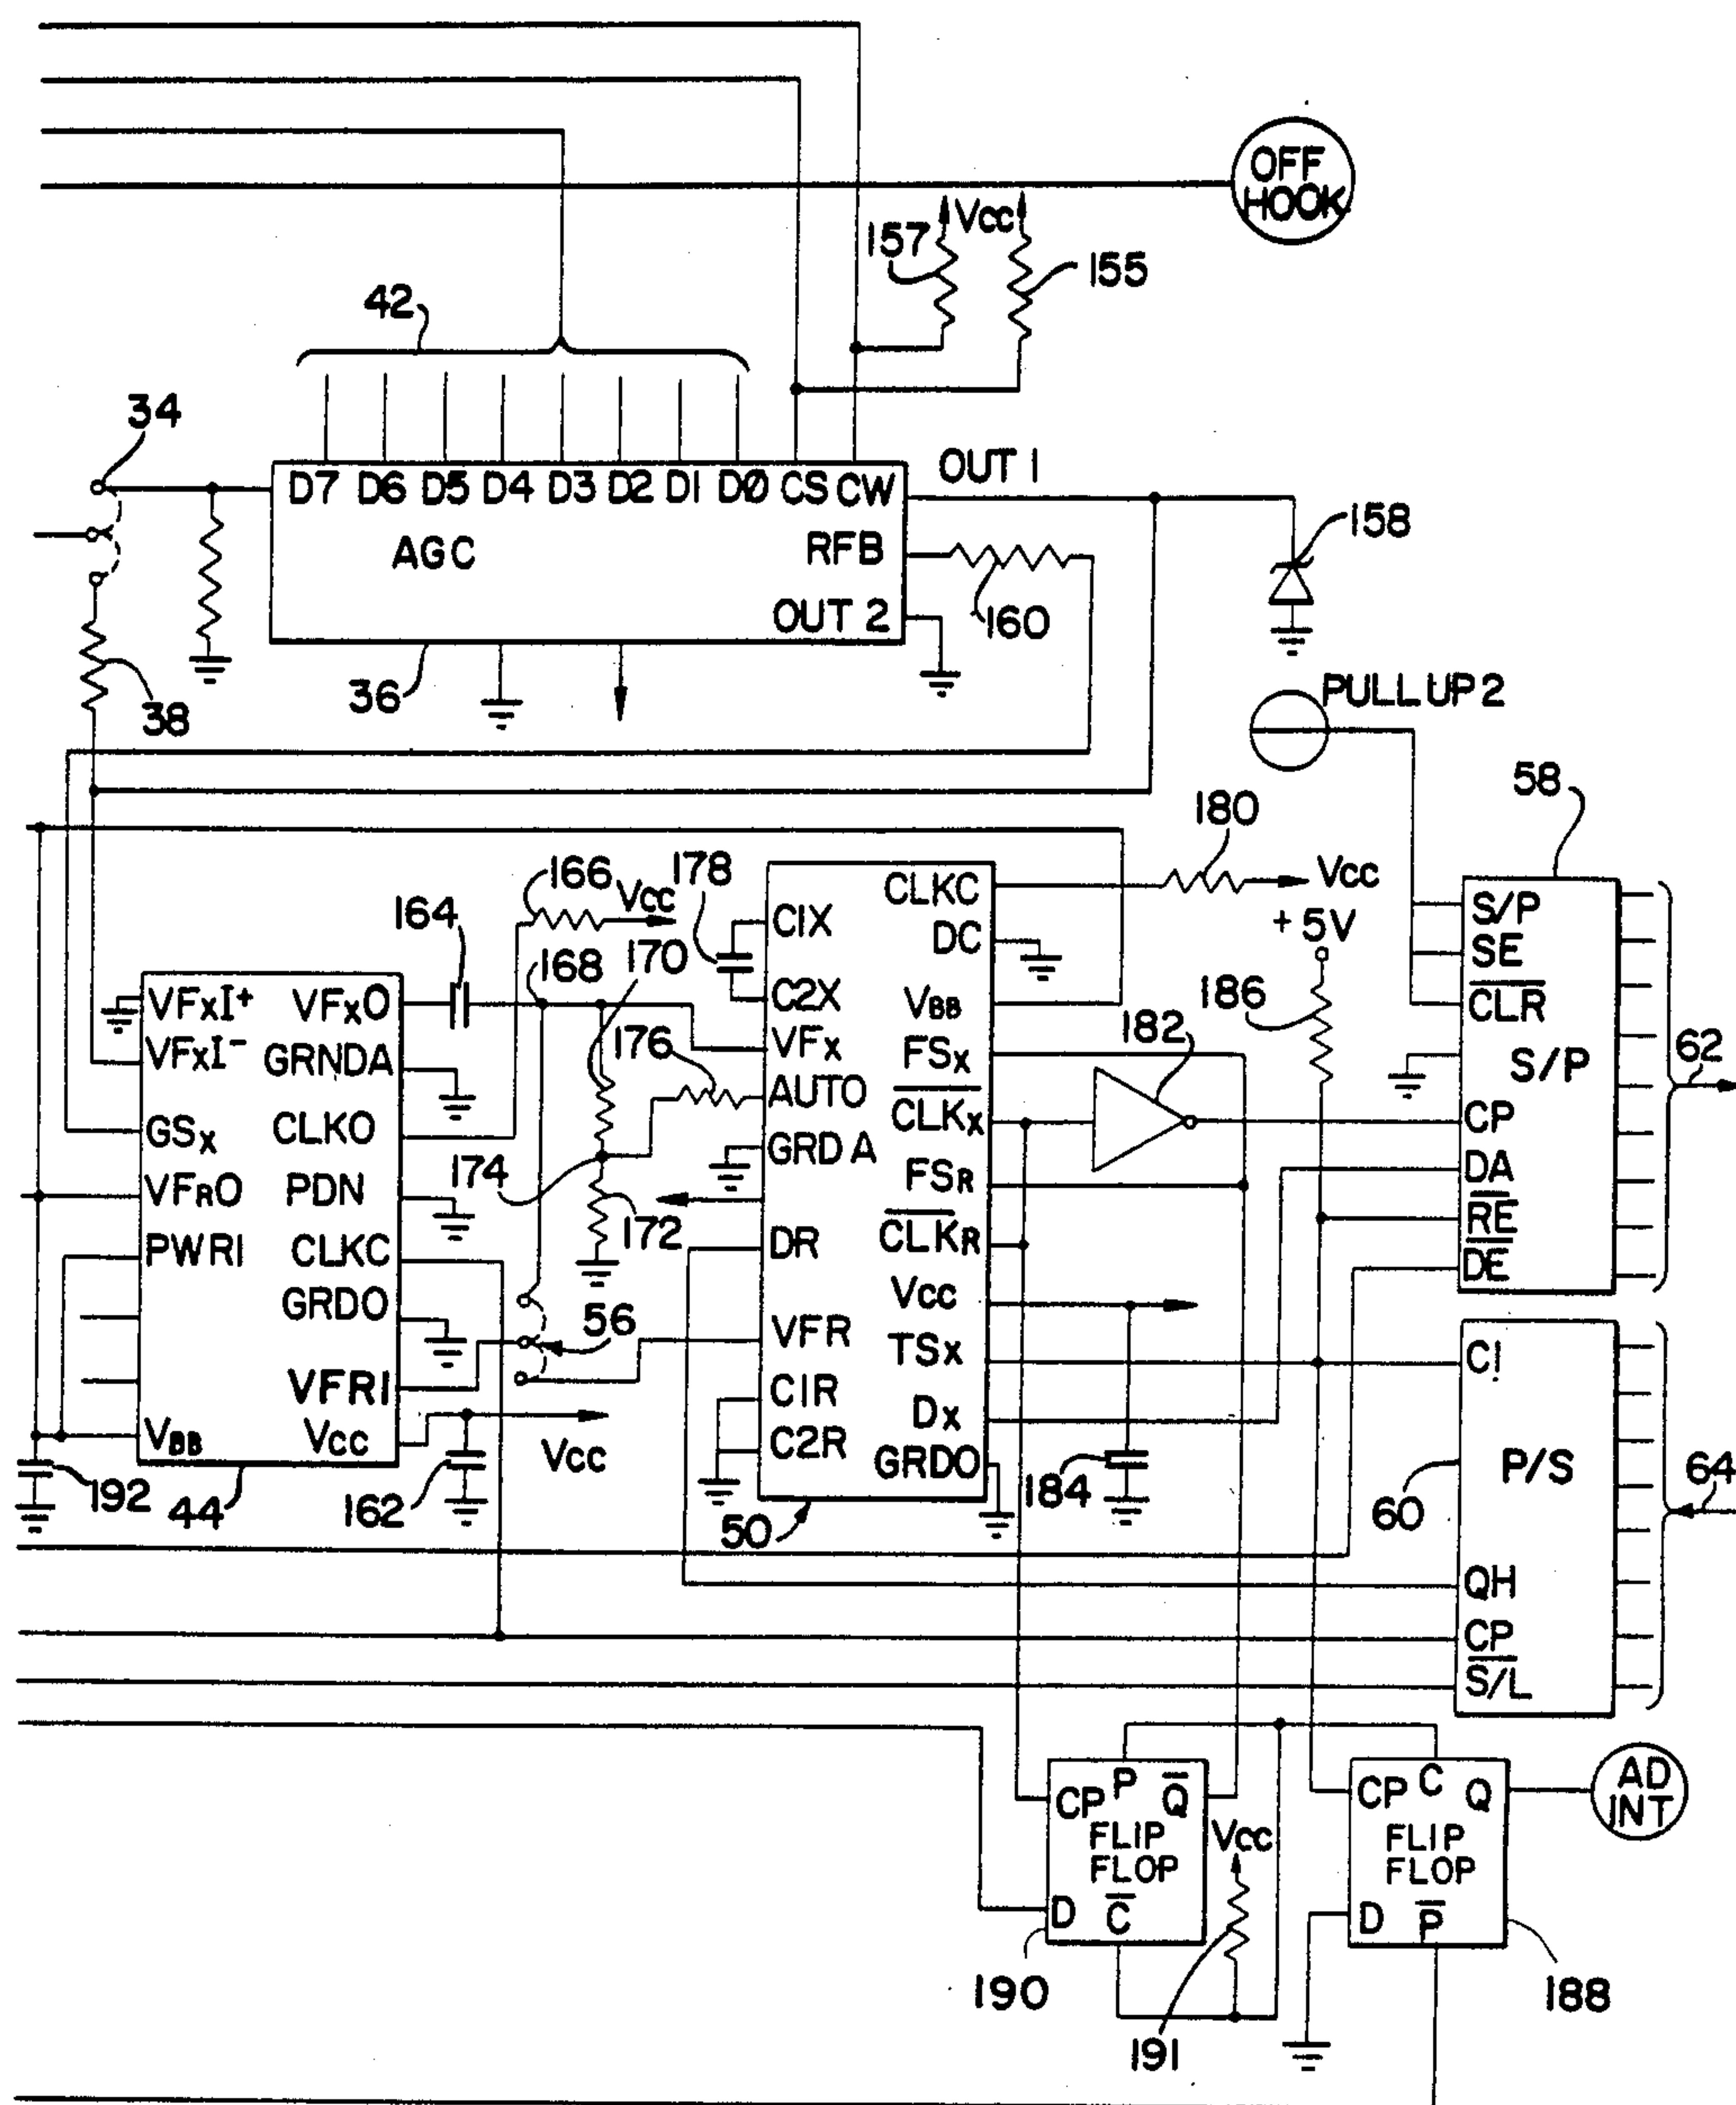 OFF
HOOK
Vcc
157
155
42
34
D7 D6 D5 D4 D3 D2 D1 DØ CS CW
OUT 1
AGC
RFB
OUT 2
158
160
36
38
PULL UP 2
58
180
178
166
Vcc
Vcc
+5V
164
168
170
186
182
176
174
172
C1X
C2X
VFx
AUTO
GRD A
DR
VFR
C1R
C2R
CLKC
DC
VBB
FSx
CLKx
FSR
CLKR
Vcc
TSx
Dx
GRDO
50
184
VFxI+
VFxI-
GSx
VFRO
PWRI
VBB
VFxO
GRNDA
CLKO
PDN
CLKC
GRDO
VFRI
Vcc
56
Vcc
192
44
162
S/P
SE
CLR
S/P
CP
DA
RE
DE
62
CI
P/S
60
64
QH
CP
S/L
CP P Q
FLIP
FLOP
D C
190
Vcc
191
CP C Q
FLIP
FLOP
D P
188
AD
INT